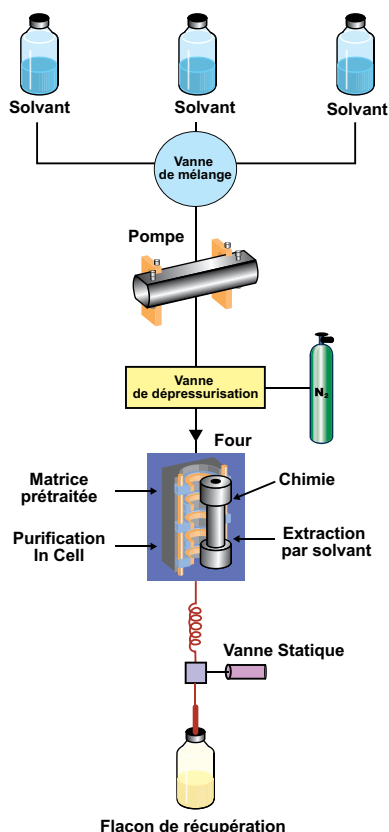 Solvant
Solvant
Solvant
Vanne
de mélange
Pompe
Vanne
de dépressurisation
N2
Four
Matrice
prétraitée
Chimie
Purification
In Cell
Extraction
par solvant
Vanne Statique
Flacon de récupération